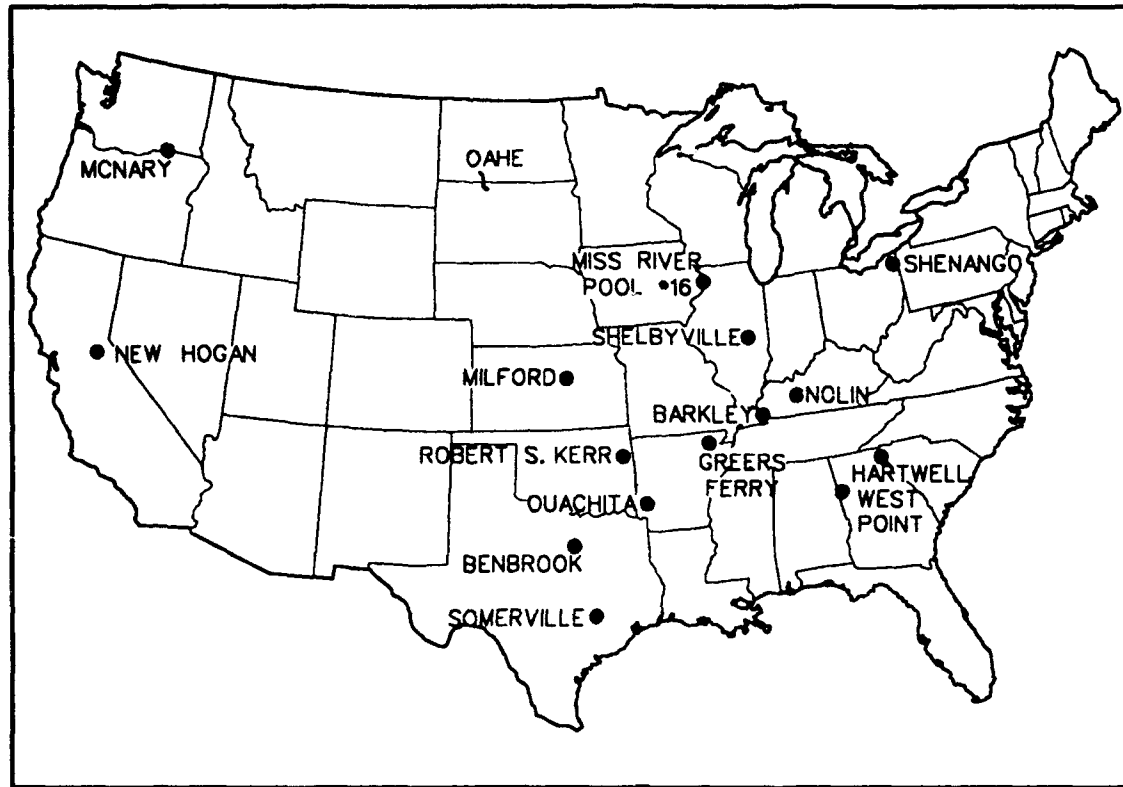 MCNARY
OAHE
MISS RIVER
POOL •16
SHENANGO
SHELBYVILLE
NEW HOGAN
MILFORD
NOLIN
BARKLEY
ROBERT S. KERR
GREERS
FERRY
HARTWELL
WEST
POINT
OUACHITA
BENBROOK
SOMERVILLE